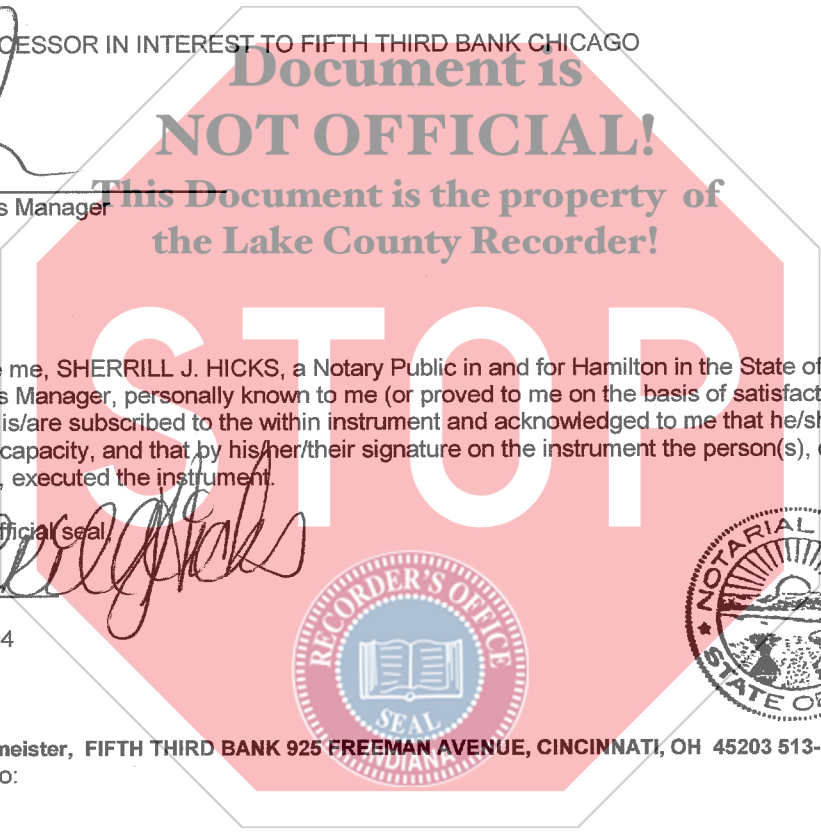 CESSOR IN INTEREST TO FIFTH THIRD BANK CHICAGO
Document is
NOT OFFICIAL!
This Document is the property of
the Lake County Recorder!
s Manager
STOP
e me, SHERRILL J. HICKS, a Notary Public in and for Hamilton in the State of
s Manager, personally known to me (or proved to me on the basis of satisfact
is/are subscribed to the within instrument and acknowledged to me that he/sh
capacity, and that by his/her/their signature on the instrument the person(s),
, executed the instrument.
fficial seal.
Hicks
NOTARIAL
STATE OF
RECORDER'S OFFICE
SEAL
INDIANA
4
meister, FIFTH THIRD BANK 925 FREEMAN AVENUE, CINCINNATI, OH 45203 513-
o: